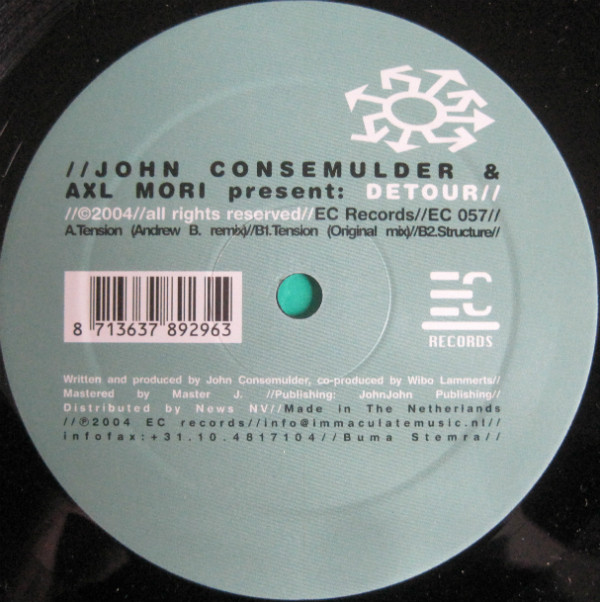 //JOHN CONSEMULDER &
AXL MORI present: DETOUR//
//©2004//all rights reserved//EC Records//EC 057//
A.Tension (Andrew B. remix)//B1.Tension (Original mix)//B2.Structure//
8 713637 892963
EC
RECORDS
Written and produced by John Consemulder, co-produced by Wibo Lammerts//
Mastered by Master J. //Publishing: JohnJohn Publishing//
Distributed by News NV//Made in The Netherlands
//℗2004 EC records//info@immaculatemusic.nl//
infofax:+31.10.4817104//Buma Stemra//